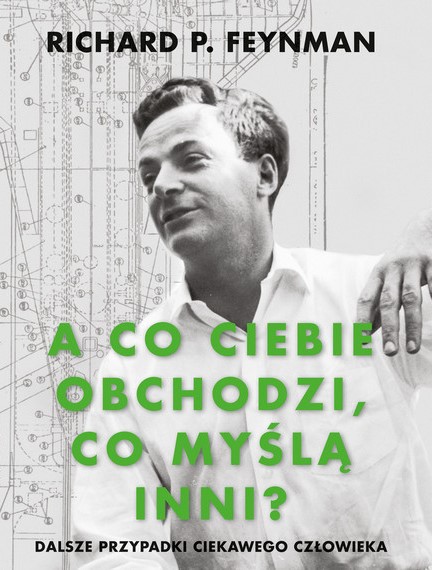 RICHARD P. FEYNMAN
A CO CIEBIE
OBCHODZI,
CO MYŚLĄ
INNI?
DALSZE PRZYPADKI CIEKAWEGO CZŁOWIEKA